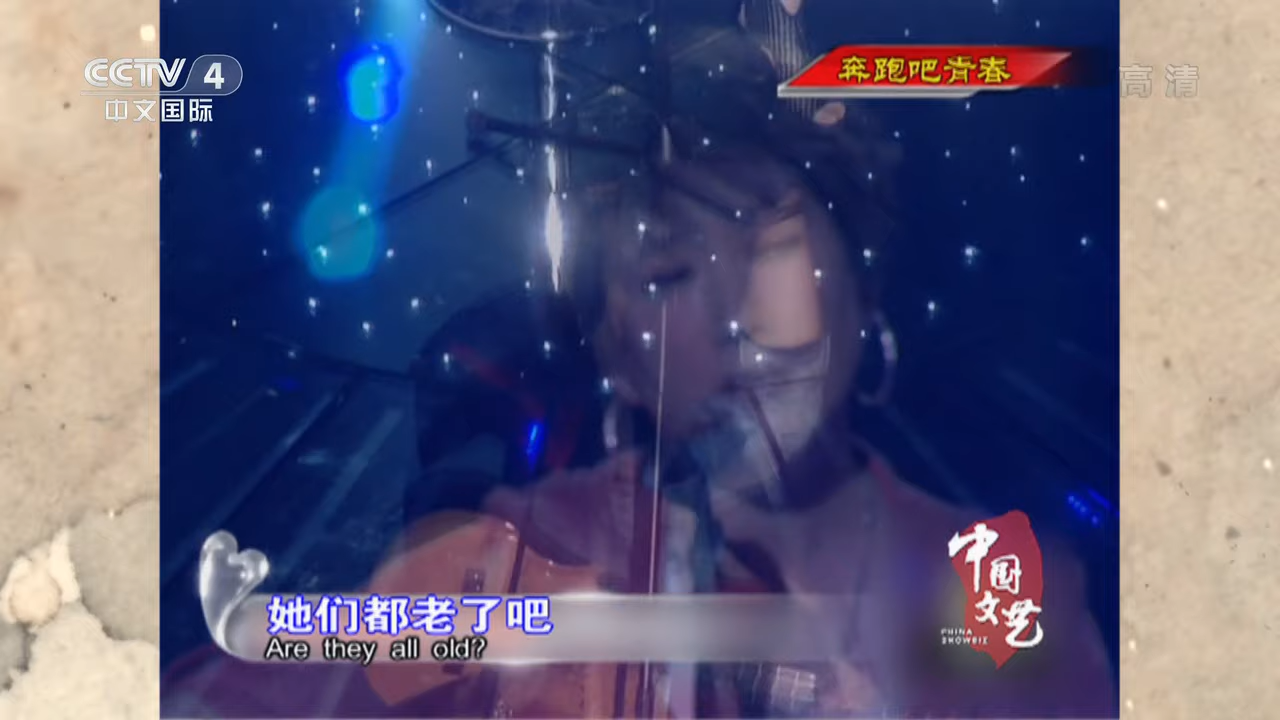 CCTV 4
中文国际
奔跑吧青春
高清
她们都老了吧
Are they all old?
中国文艺
CHINA
SHOWBIZ